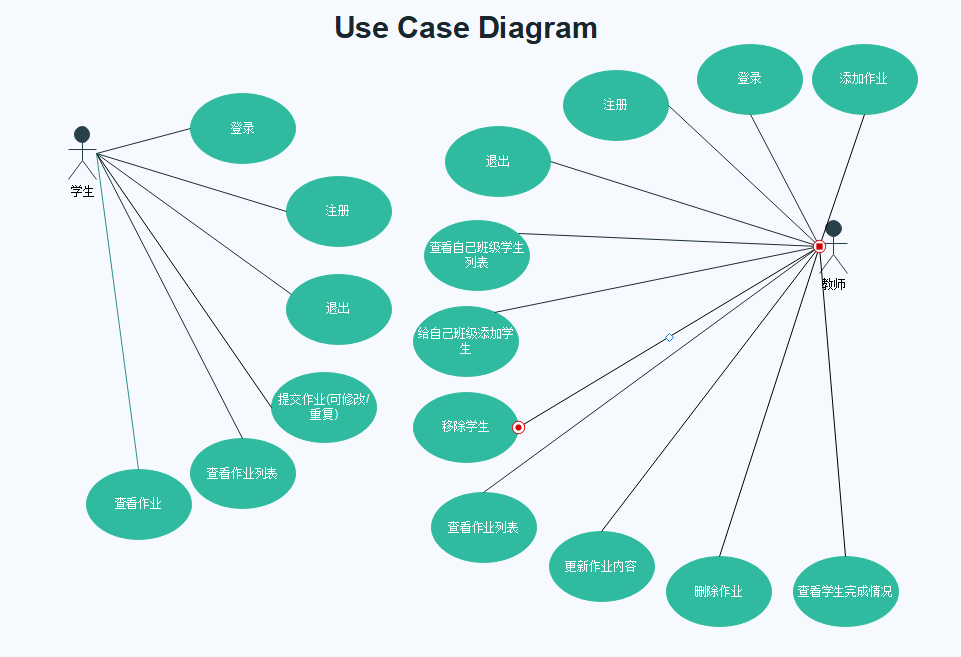 Use Case Diagram
登录
注册
退出
提交作业(可修改/
重复)
查看作业列表
查看作业
学生
登录
添加作业
注册
退出
查看自己班级学生
列表
给自己班级添加学
生
移除学生
查看作业列表
更新作业内容
删除作业
查看学生完成情况
教师